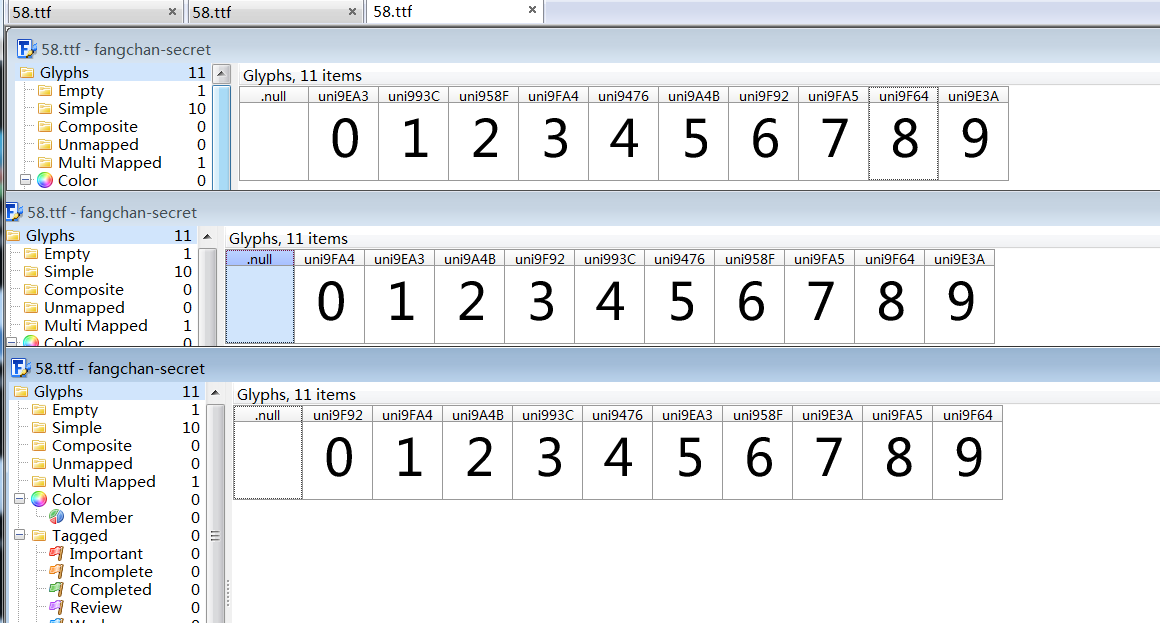 58.ttf 58.ttf 58.ttf
58.ttf - fangchan-secret
Glyphs 11
Empty 1
Simple 10
Composite 0
Unmapped 0
Multi Mapped 1
Color 0
Glyphs, 11 items
.null uni9EA3 uni993C uni958F uni9FA4 uni9476 uni9A4B uni9F92 uni9FA5 uni9F64 uni9E3A
0 1 2 3 4 5 6 7 8 9
58.ttf - fangchan-secret
Glyphs 11
Empty 1
Simple 10
Composite 0
Unmapped 0
Multi Mapped 1
Color 0
Glyphs, 11 items
.null uni9FA4 uni9EA3 uni9A4B uni9F92 uni993C uni9476 uni958F uni9FA5 uni9F64 uni9E3A
0 1 2 3 4 5 6 7 8 9
58.ttf - fangchan-secret
Glyphs 11
Empty 1
Simple 10
Composite 0
Unmapped 0
Multi Mapped 1
Color 0
Member 0
Tagged 0
Important 0
Incomplete 0
Completed 0
Review 0
Glyphs, 11 items
.null uni9F92 uni9FA4 uni9A4B uni993C uni9476 uni9EA3 uni958F uni9E3A uni9FA5 uni9F64
0 1 2 3 4 5 6 7 8 9